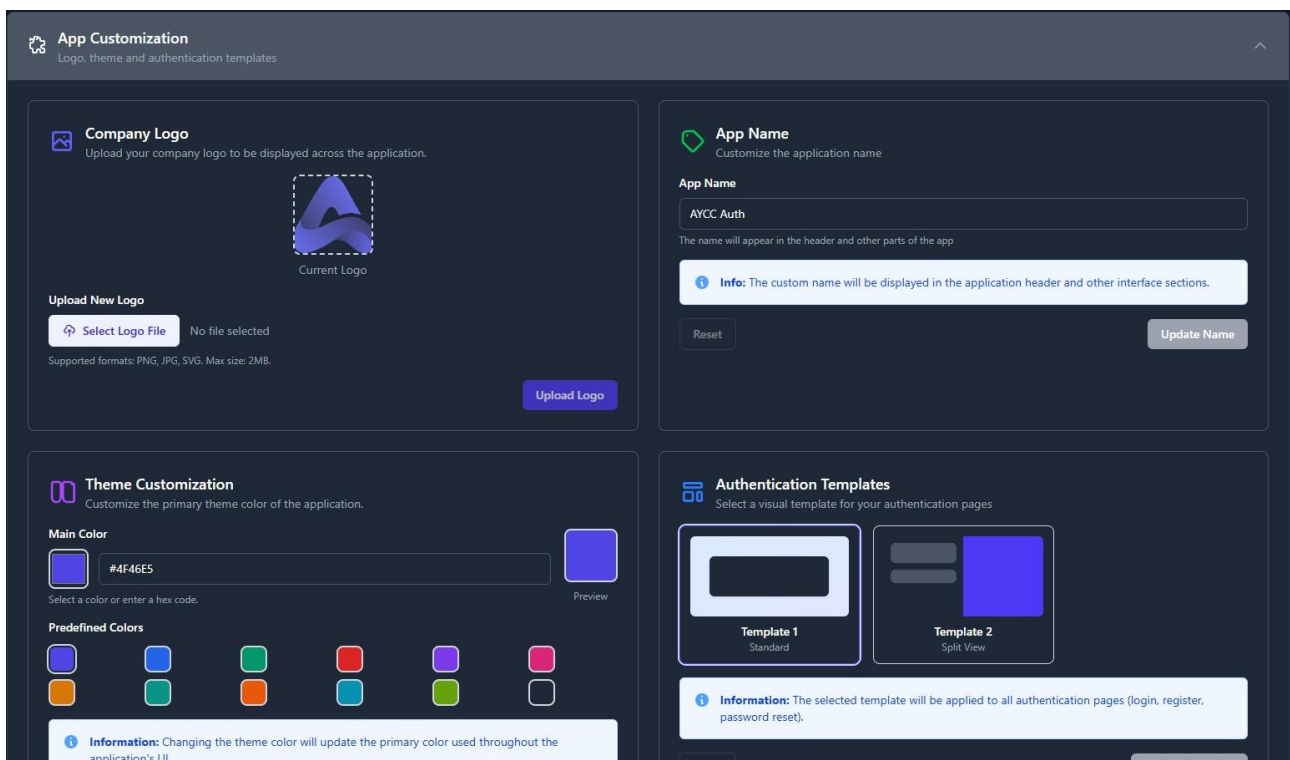 App Customization
Logo, theme and authentication templates
Company Logo
Upload your company logo to be displayed across the application.
Current Logo
Upload New Logo
Select Logo File
No file selected
Supported formats: PNG, JPG, SVG. Max size: 2MB.
Upload Logo
App Name
Customize the application name
App Name
AYCC Auth
The name will appear in the header and other parts of the app
Info: The custom name will be displayed in the application header and other interface sections.
Reset
Update Name
Theme Customization
Customize the primary theme color of the application.
Main Color
#4F46E5
Select a color or enter a hex code.
Preview
Predefined Colors
Information: Changing the theme color will update the primary color used throughout the
application's UI.
Authentication Templates
Select a visual template for your authentication pages
Template 1
Standard
Template 2
Split View
Information: The selected template will be applied to all authentication pages (login, register,
password reset).